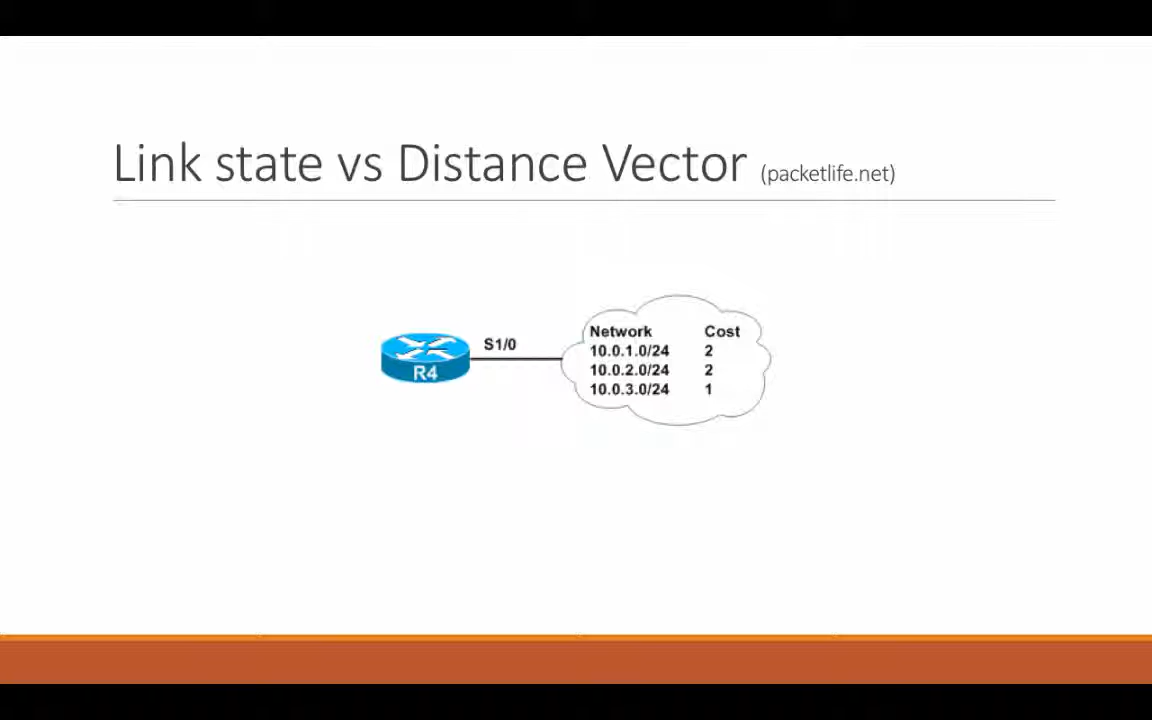 Link state vs Distance Vector (packetlife.net)
R4
S1/0
Network Cost
10.0.1.0/24 2
10.0.2.0/24 2
10.0.3.0/24 1